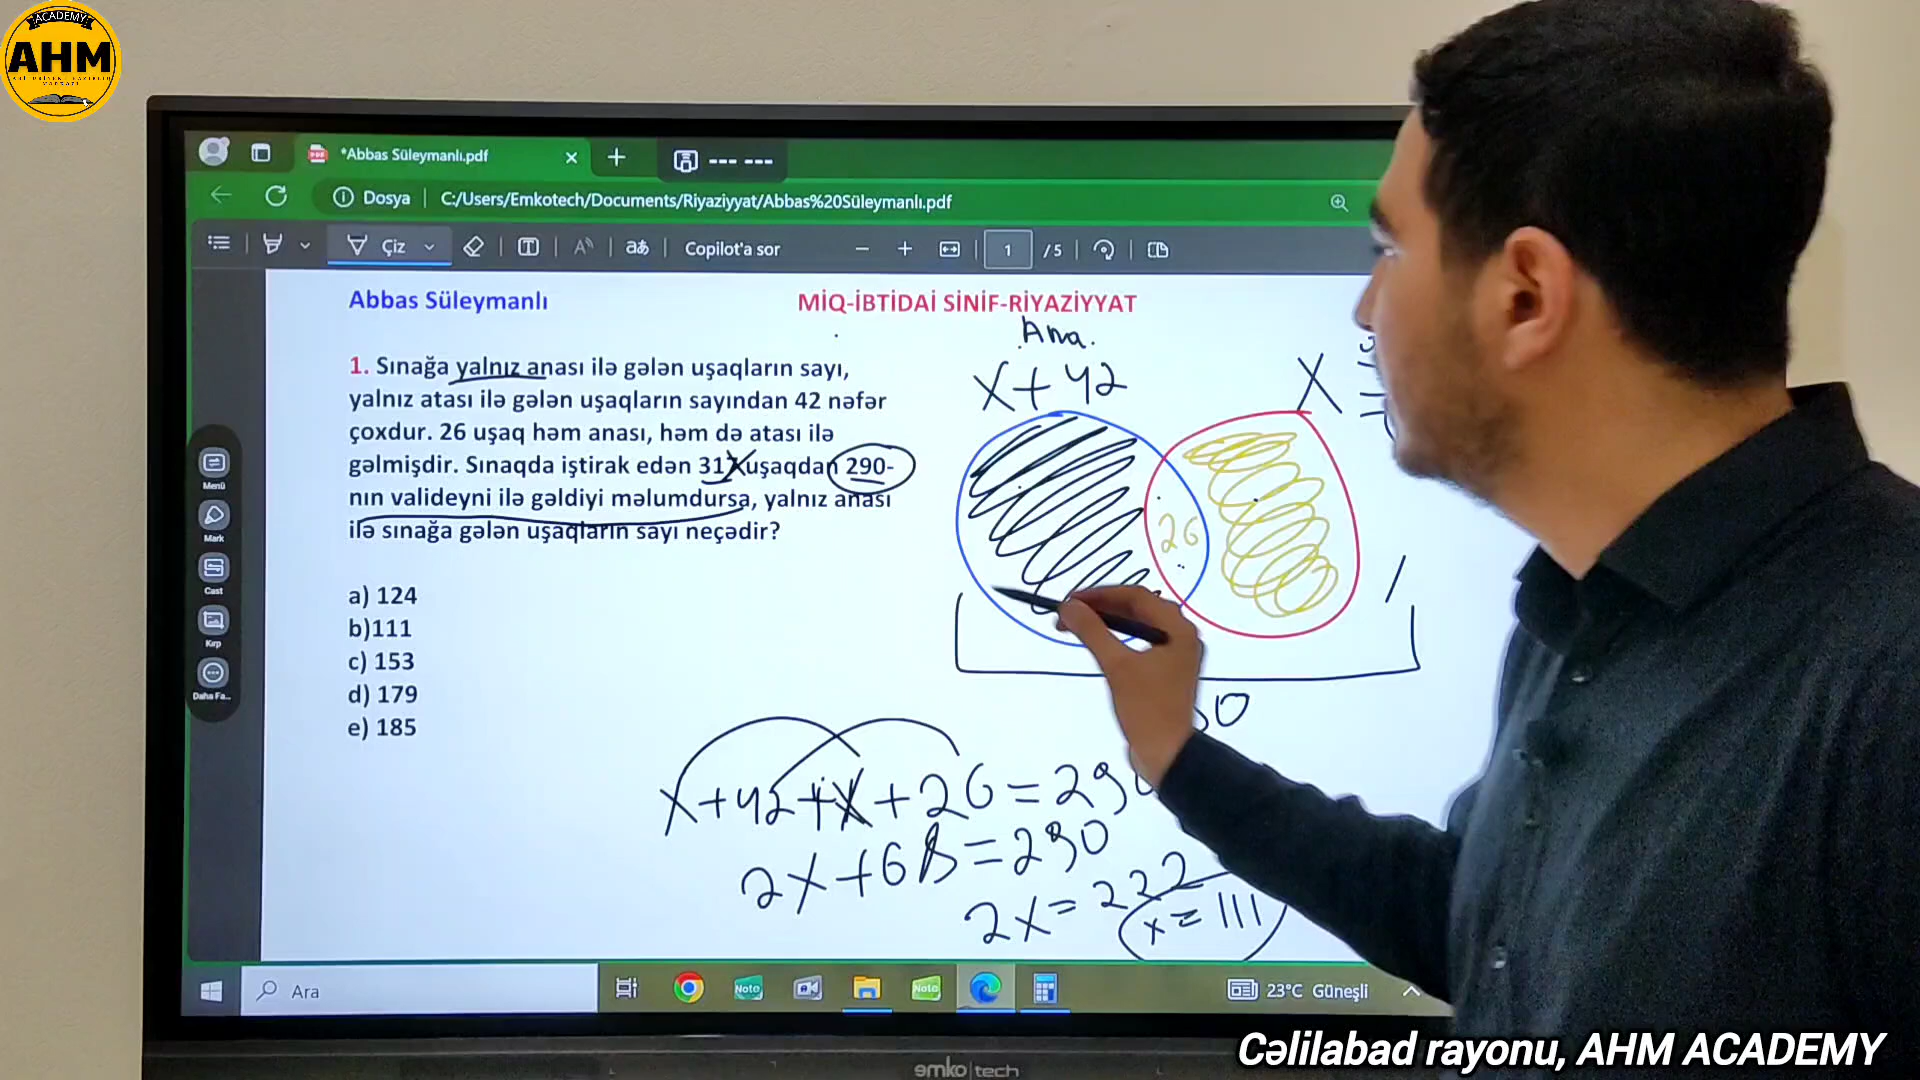 ACADEMY
AHM
*Abbas Süleymanlı.pdf
Dosya
C:/Users/Emkotech/Documents/Riyaziyyat/Abbas%20Süleymanlı.pdf
Çiz
Copilot'a sor
1 /5
Abbas Süleymanlı
MİQ-İBTİDAİ SİNİF-RİYAZİYYAT
1. Sınağa yalnız anası ilə gələn uşaqların sayı,
yalnız atası ilə gələn uşaqların sayından 42 nəfər
çoxdur. 26 uşaq həm anası, həm də atası ilə
gəlmişdir. Sınaqda iştirak edən 317 uşaqdan 290-
nın valideyni ilə gəldiyi məlumdursa, yalnız anası
ilə sınağa gələn uşaqların sayı neçədir?
a) 124
b)111
c) 153
d) 179
e) 185
Ana
x+42
x
26
x+42+x+26=290
2x+68=290
2x=222
x=111
Menü
Mark
Cast
Kırp
Daha Fa...
Ara
Nota
Nota
23°C Güneşli
emko|tech
Cəlilabad rayonu, AHM ACADEMY